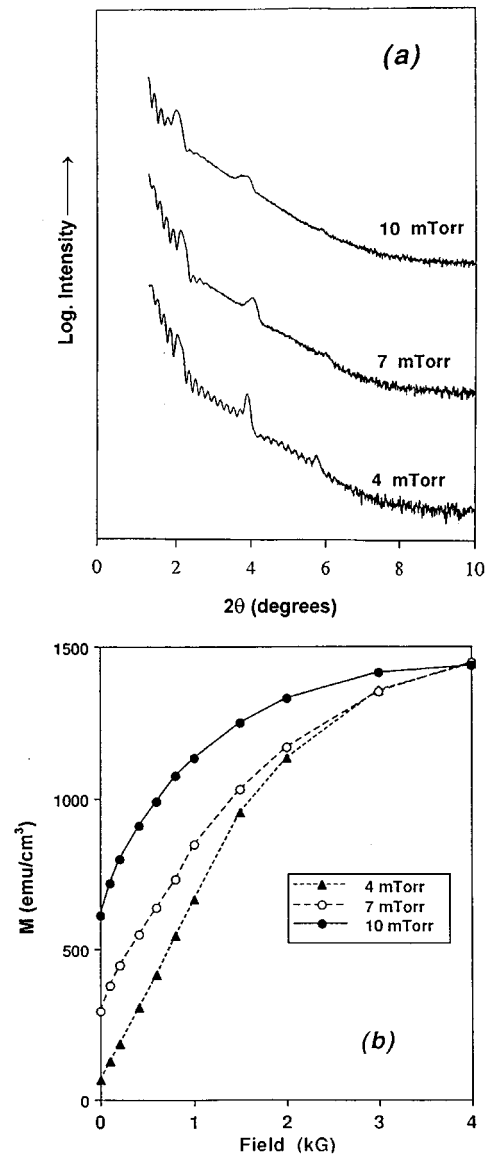 (a)
Log. Intensity →
10 mTorr
7 mTorr
4 mTorr
0 2 4 6 8 10
2θ (degrees)
1500
1000
500
0
M (emu/cm³)
4 mTorr
7 mTorr
10 mTorr
(b)
0 1 2 3 4
Field (kG)